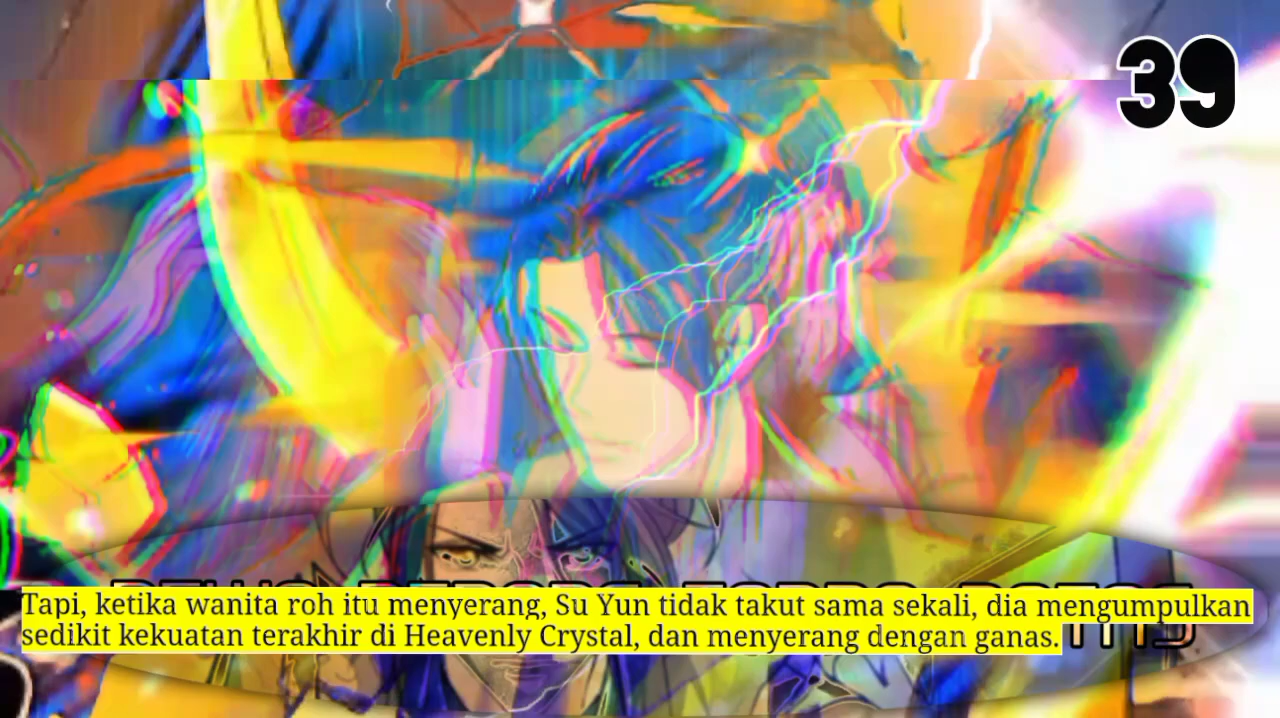 39
Tapi, ketika wanita roh itu menyerang, Su Yun tidak takut sama sekali, dia mengumpulkan
sedikit kekuatan terakhir di Heavenly Crystal, dan menyerang dengan ganas.